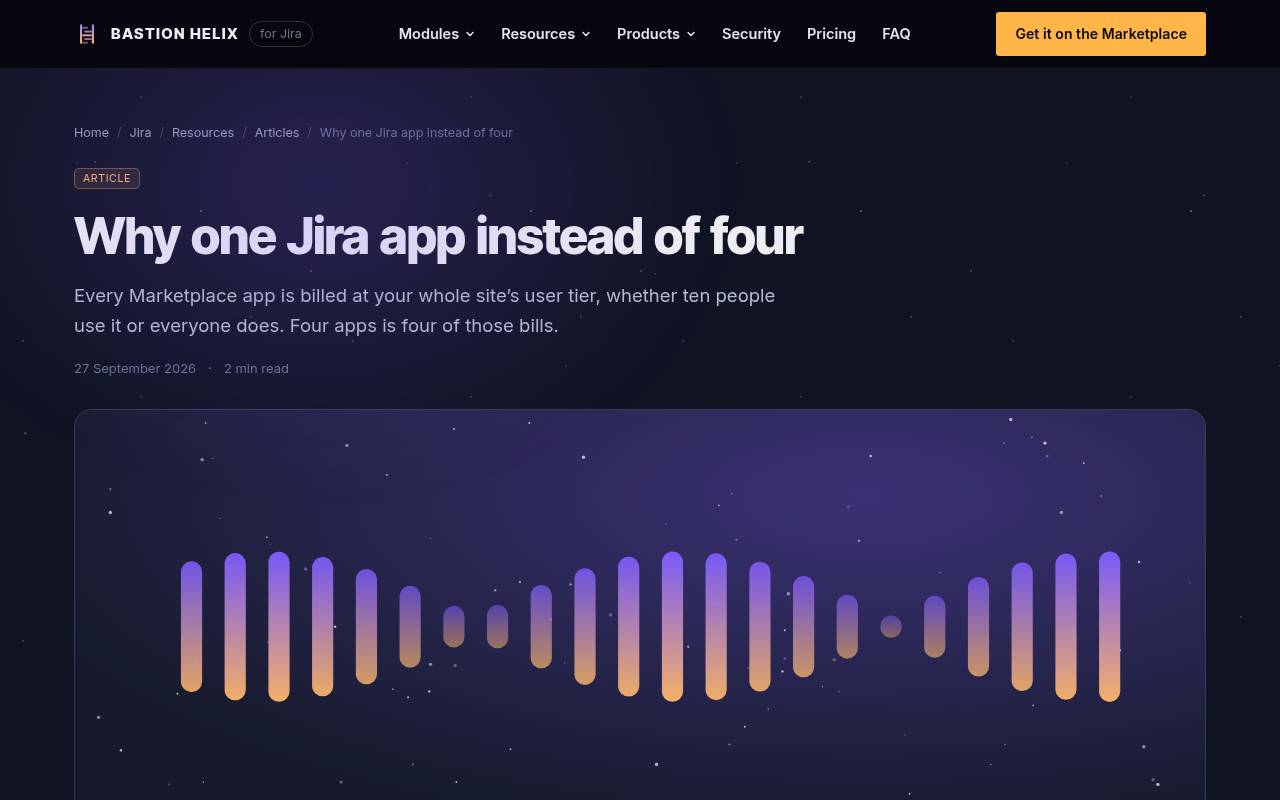 BASTION HELIX for Jira Modules Resources Products Security Pricing FAQ Get it on the Marketplace
Home / Jira / Resources / Articles / Why one Jira app instead of four
ARTICLE
Why one Jira app instead of four
Every Marketplace app is billed at your whole site’s user tier, whether ten people
use it or everyone does. Four apps is four of those bills.
27 September 2026 · 2 min read